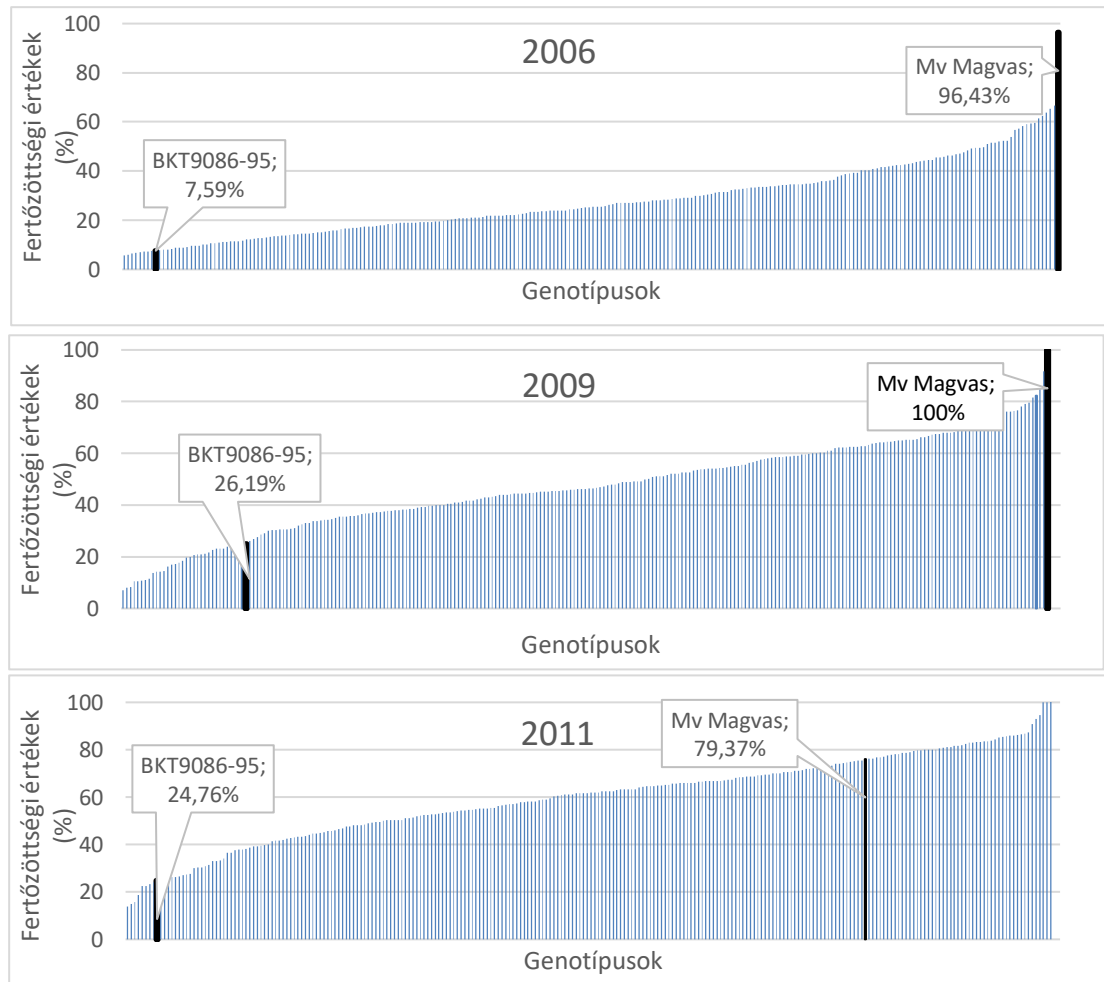 2006
Fertőzöttségi értékek
(%)
100
80
60
40
20
0
BKT9086-95;
7,59%
Mv Magvas;
96,43%
Genotípusok
2009
Fertőzöttségi értékek
(%)
100
80
60
40
20
0
BKT9086-95;
26,19%
Mv Magvas;
100%
Genotípusok
2011
Fertőzöttségi értékek
(%)
100
80
60
40
20
0
BKT9086-95;
24,76%
Mv Magvas;
79,37%
Genotípusok